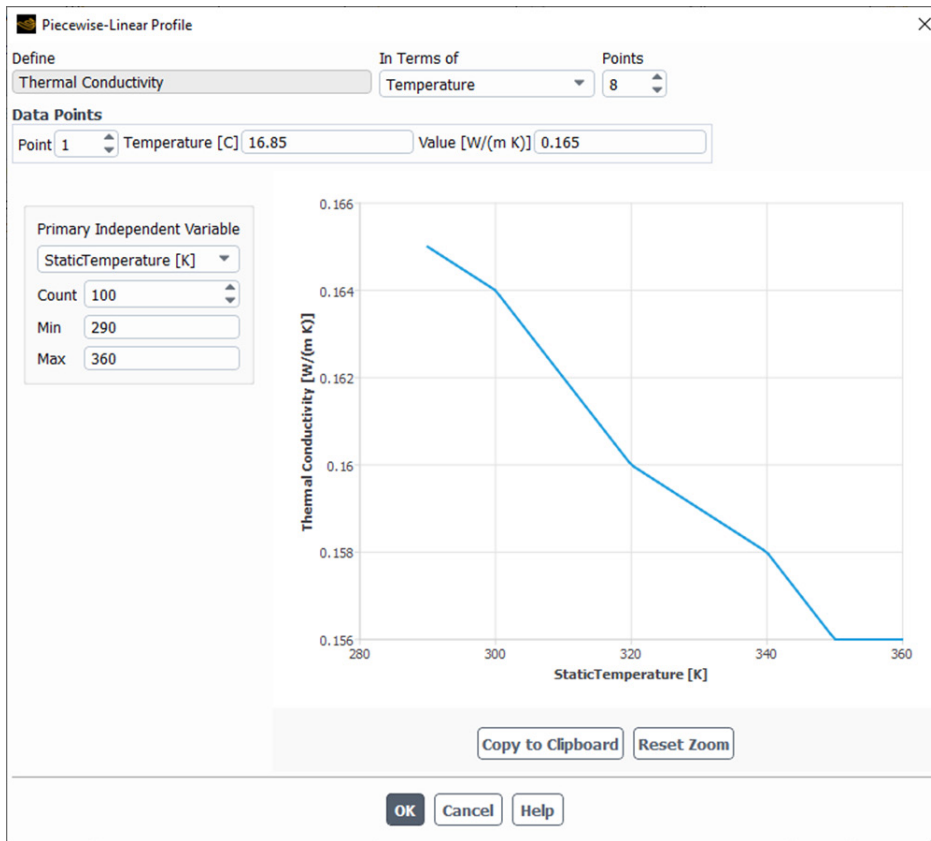 Piecewise-Linear Profile
Define
In Terms of
Points
Thermal Conductivity
Temperature
8
Data Points
Point 1 Temperature [C] 16.85 Value [W/(m K)] 0.165
Primary Independent Variable
StaticTemperature [K]
Count 100
Min 290
Max 360
Thermal Conductivity [W/(m K)]
0.166
0.164
0.162
0.16
0.158
0.156
280 300 320 340 360
StaticTemperature [K]
Copy to Clipboard Reset Zoom
OK Cancel Help